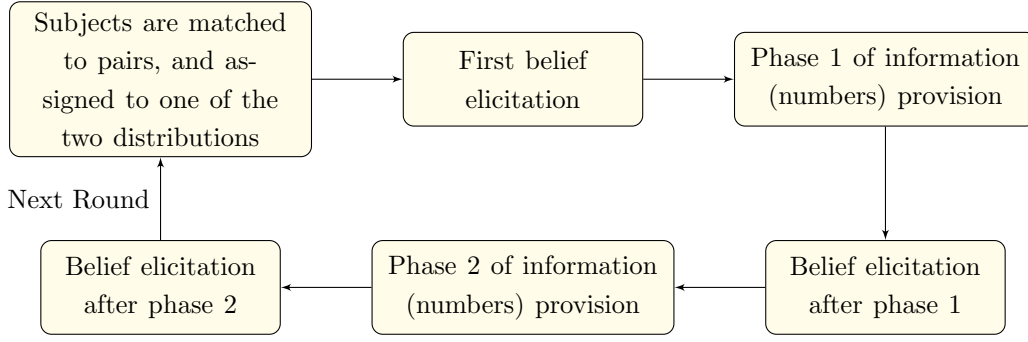 Subjects are matched
to pairs, and as-
signed to one of the
two distributions
First belief
elicitation
Phase 1 of information
(numbers) provision
Next Round
Belief elicitation
after phase 2
Phase 2 of information
(numbers) provision
Belief elicitation
after phase 1